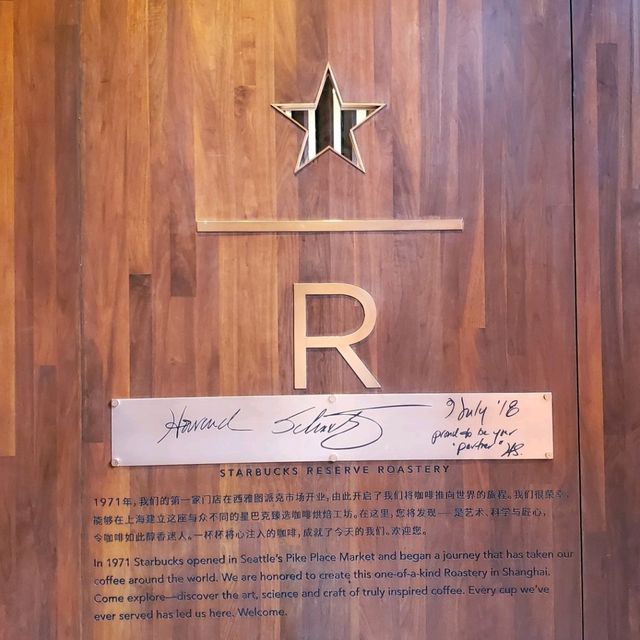 R
Howard Schultz
9 July '18
proud to be your
"partner" HS.
STARBUCKS RESERVE ROASTERY
1971年，我们的第一家门店在西雅图派克市场开业，由此开启了我们将咖啡推向世界的旅程。我们很荣幸，
能够在上海建立这座与众不同的星巴克臻选咖啡烘焙工坊。在这里，您将发现——是艺术、科学与匠心，
令咖啡如此醇香迷人。一杯杯将心注入的咖啡，成就了今天的我们。欢迎您。
In 1971 Starbucks opened in Seattle's Pike Place Market and began a journey that has taken our
coffee around the world. We are honored to create this one-of-a-kind Roastery in Shanghai.
Come explore—discover the art, science and craft of truly inspired coffee. Every cup we've
ever served has led us here. Welcome.